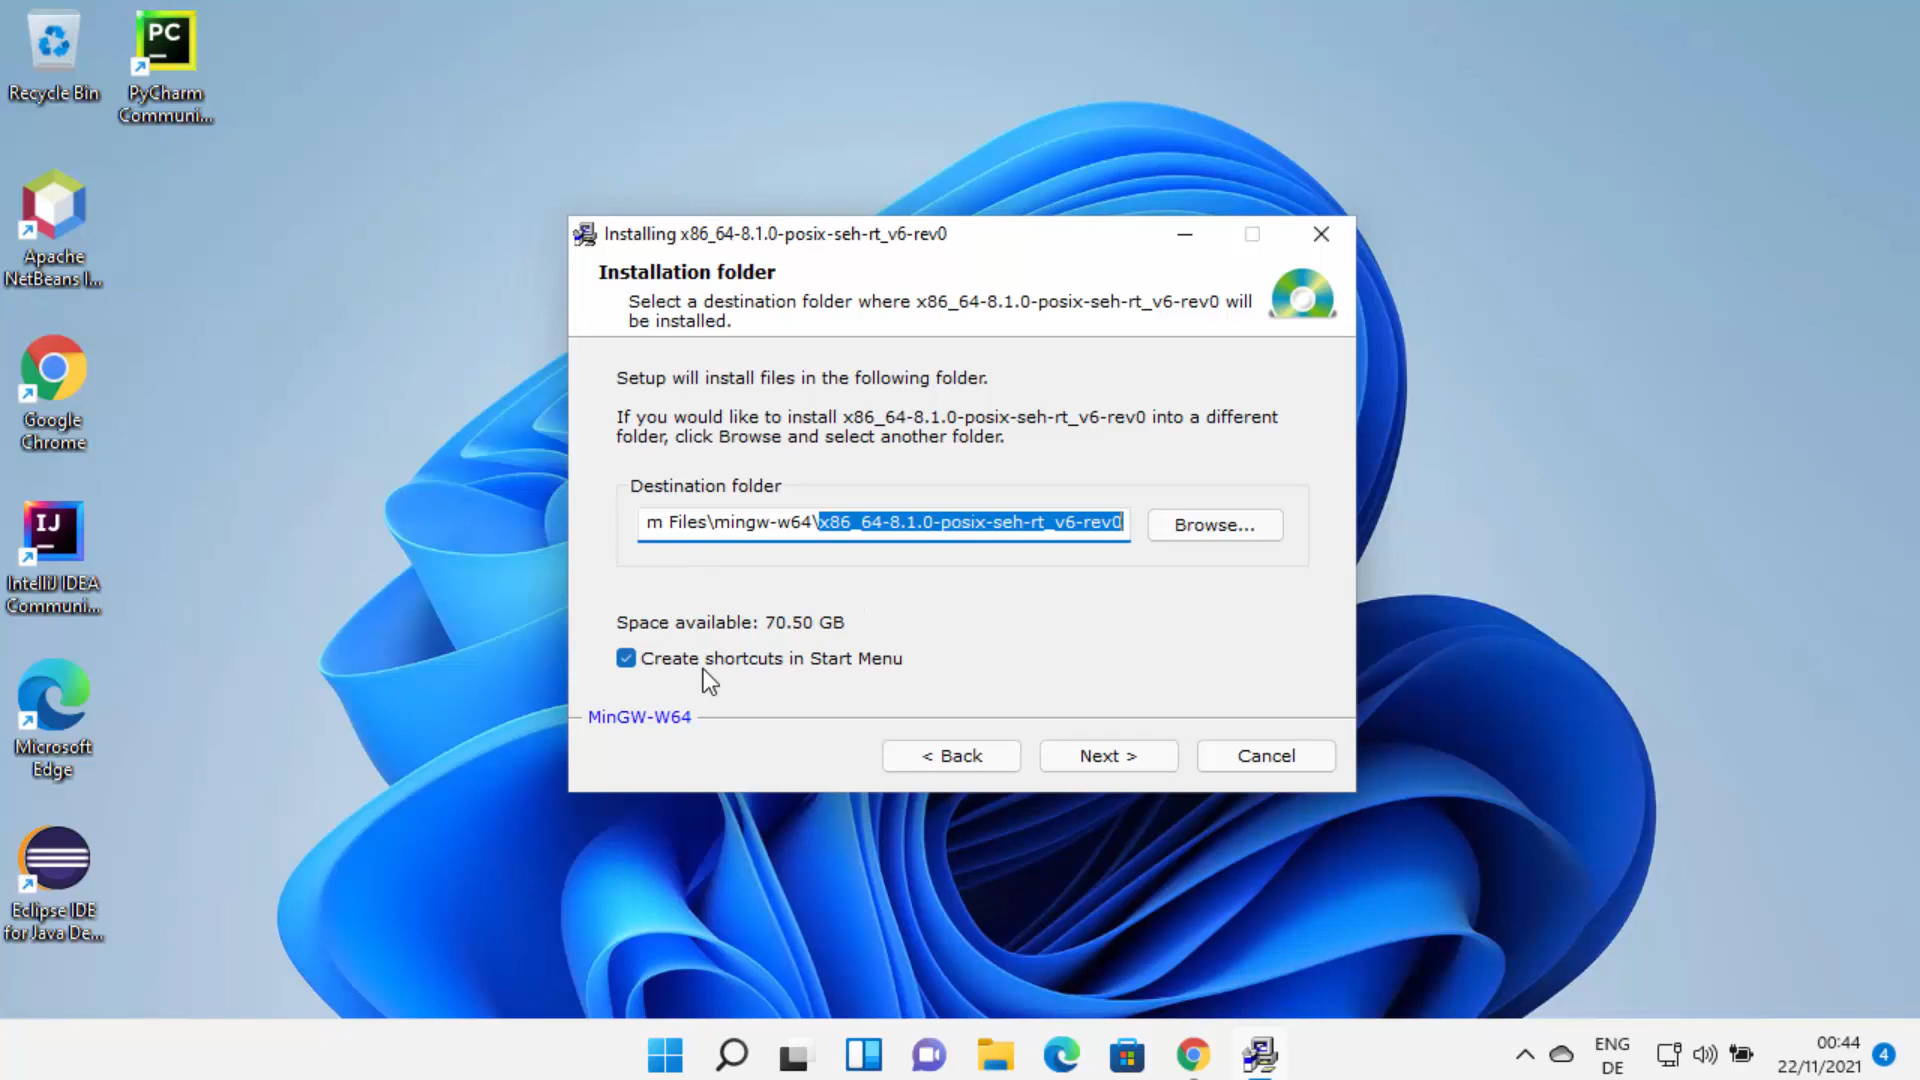 Recycle Bin
PC
PyCharm
Communi...
Apache
NetBeans I...
Google
Chrome
IJ
IntelliJ IDEA
Communi...
Microsoft
Edge
Eclipse IDE
for Java De...
Installing x86_64-8.1.0-posix-seh-rt_v6-rev0
Installation folder
Select a destination folder where x86_64-8.1.0-posix-seh-rt_v6-rev0 will
be installed.
Setup will install files in the following folder.
If you would like to install x86_64-8.1.0-posix-seh-rt_v6-rev0 into a different
folder, click Browse and select another folder.
Destination folder
m Files\mingw-w64\x86_64-8.1.0-posix-seh-rt_v6-rev0
Browse...
Space available: 70.50 GB
Create shortcuts in Start Menu
MinGW-W64
< Back
Next >
Cancel
ENG
DE
00:44
22/11/2021
4